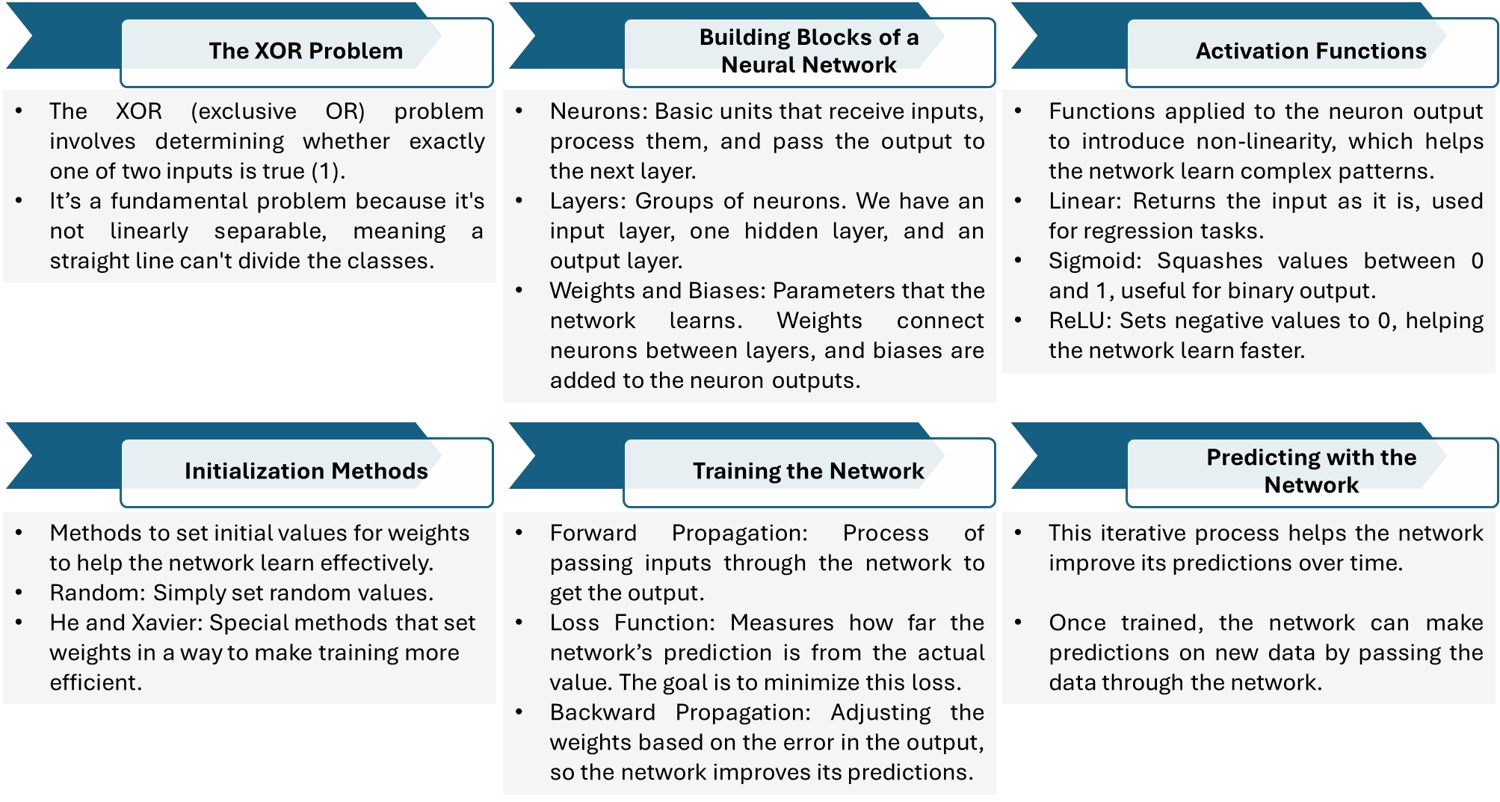 The XOR Problem
• The XOR (exclusive OR) problem
involves determining whether exactly
one of two inputs is true (1).
• It’s a fundamental problem because it's
not linearly separable, meaning a
straight line can't divide the classes.
Building Blocks of a
Neural Network
• Neurons: Basic units that receive inputs,
process them, and pass the output to
the next layer.
• Layers: Groups of neurons. We have an
input layer, one hidden layer, and an
output layer.
• Weights and Biases: Parameters that the
network learns. Weights connect
neurons between layers, and biases are
added to the neuron outputs.
Activation Functions
• Functions applied to the neuron output
to introduce non-linearity, which helps
the network learn complex patterns.
• Linear: Returns the input as it is, used
for regression tasks.
• Sigmoid: Squashes values between 0
and 1, useful for binary output.
• ReLU: Sets negative values to 0, helping
the network learn faster.
Initialization Methods
• Methods to set initial values for weights
to help the network learn effectively.
• Random: Simply set random values.
• He and Xavier: Special methods that set
weights in a way to make training more
efficient.
Training the Network
• Forward Propagation: Process of
passing inputs through the network to
get the output.
• Loss Function: Measures how far the
network’s prediction is from the actual
value. The goal is to minimize this loss.
• Backward Propagation: Adjusting the
weights based on the error in the output,
so the network improves its predictions.
Predicting with the
Network
• This iterative process helps the network
improve its predictions over time.
• Once trained, the network can make
predictions on new data by passing the
data through the network.